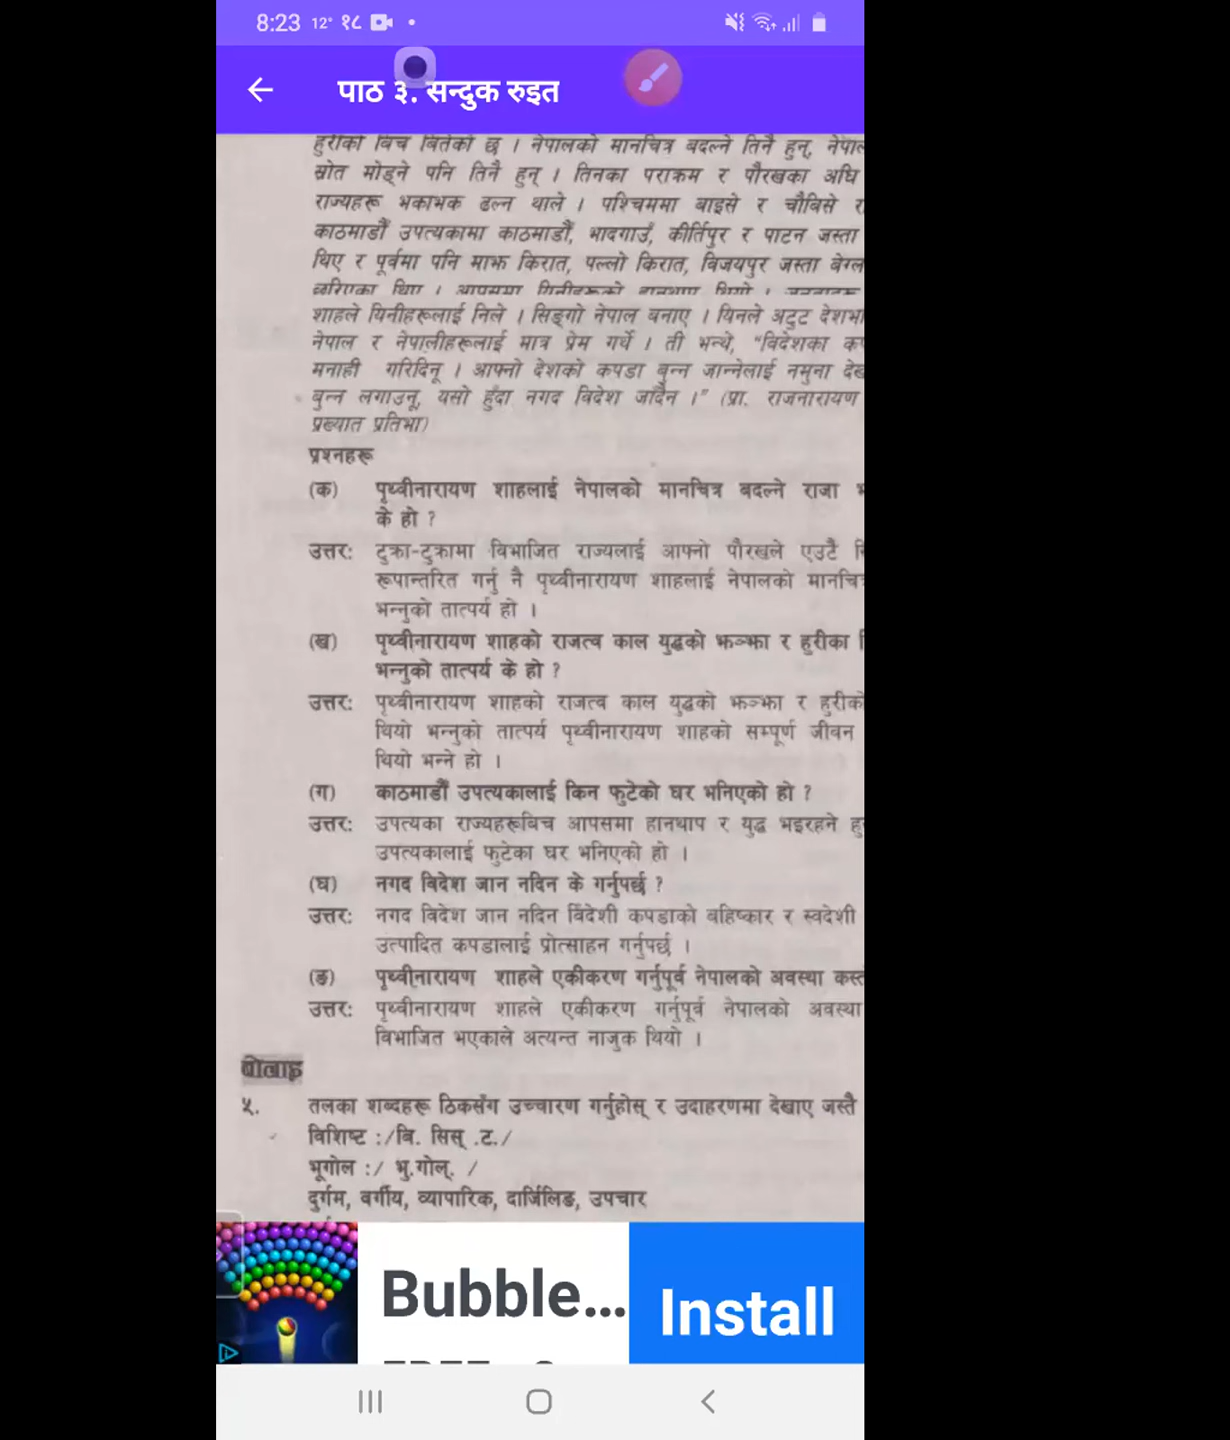 8:23 12° १८
पाठ ३. सन्दुक रुइत
हुरीको बिच बितेको छ । नेपालको मानचित्र बदल्ने तिनै हुन्, नेपाल
स्रोत मोड्ने पनि तिनै हुन् । तिनका पराक्रम र पौरखका अघि
राज्यहरू भकाभक ढल्न थाले । पश्चिममा बाइसे र चौबिसे रा
काठमाडौं उपत्यकामा काठमाडौं, भादगाउँ, कीर्तिपुर र पाटन जस्ता
थिए र पूर्वमा पनि माझ किरात, पल्लो किरात, विजयपुर जस्ता बेग्ल
थिए । आपसमा यिनीहरूको हानथाप थियो ।
शाहले यिनीहरूलाई निले । सिङ्गो नेपाल बनाए । यिनले अटुट देशभ
नेपाल र नेपालीहरूलाई मात्र प्रेम गर्थे । ती भन्थे, "विदेशका कप
मनाही गरिदिनू । आफ्नो देशको कपडा बुन्न जान्नेलाई नमुना देख
बुन्न लगाउनू, यसो हुँदा नगद विदेश जाँदैन ।" (प्रा. राजनारायण
प्रख्यात प्रतिभा)
प्रश्नहरू
(क) पृथ्वीनारायण शाहलाई नेपालको मानचित्र बदल्ने राजा भ
के हो ?
उत्तर: टुक्रा-टुक्रामा विभाजित राज्यलाई आफ्नो पौरखले एउटै सि
रूपान्तरित गर्नु नै पृथ्वीनारायण शाहलाई नेपालको मानचित्र
भन्नुको तात्पर्य हो ।
(ख) पृथ्वीनारायण शाहको राजत्व काल युद्धको झञ्झा र हुरीका बि
भन्नुको तात्पर्य के हो ?
उत्तर: पृथ्वीनारायण शाहको राजत्व काल युद्धको झञ्झा र हुरीको
थियो भन्नुको तात्पर्य पृथ्वीनारायण शाहको सम्पूर्ण जीवन
थियो भन्ने हो ।
(ग) काठमाडौँ उपत्यकालाई किन फुटेको घर भनिएको हो ?
उत्तर: उपत्यका राज्यहरूबिच आपसमा हानथाप र युद्ध भइरहने हु
उपत्यकालाई फुटेका घर भनिएको हो ।
(घ) नगद विदेश जान नदिन के गर्नुपर्छ ?
उत्तर: नगद विदेश जान नदिन विदेशी कपडाको बहिष्कार र स्वदेशी
उत्पादित कपडालाई प्रोत्साहन गर्नुपर्छ ।
(ङ) पृथ्वीनारायण शाहले एकीकरण गर्नुपूर्व नेपालको अवस्था कस्त
उत्तर: पृथ्वीनारायण शाहले एकीकरण गर्नुपूर्व नेपालको अवस्था
विभाजित भएकाले अत्यन्त नाजुक थियो ।
बोलाइ
५. तलका शब्दहरू ठिकसँग उच्चारण गर्नुहोस् र उदाहरणमा देखाए जस्तै
विशिष्ट :/बि. सिस् .ट./
भूगोल :/ भु.गोल्. /
दुर्गम, वर्गीय, व्यापारिक, दार्जिलिङ, उपचार
Bubble...
Install